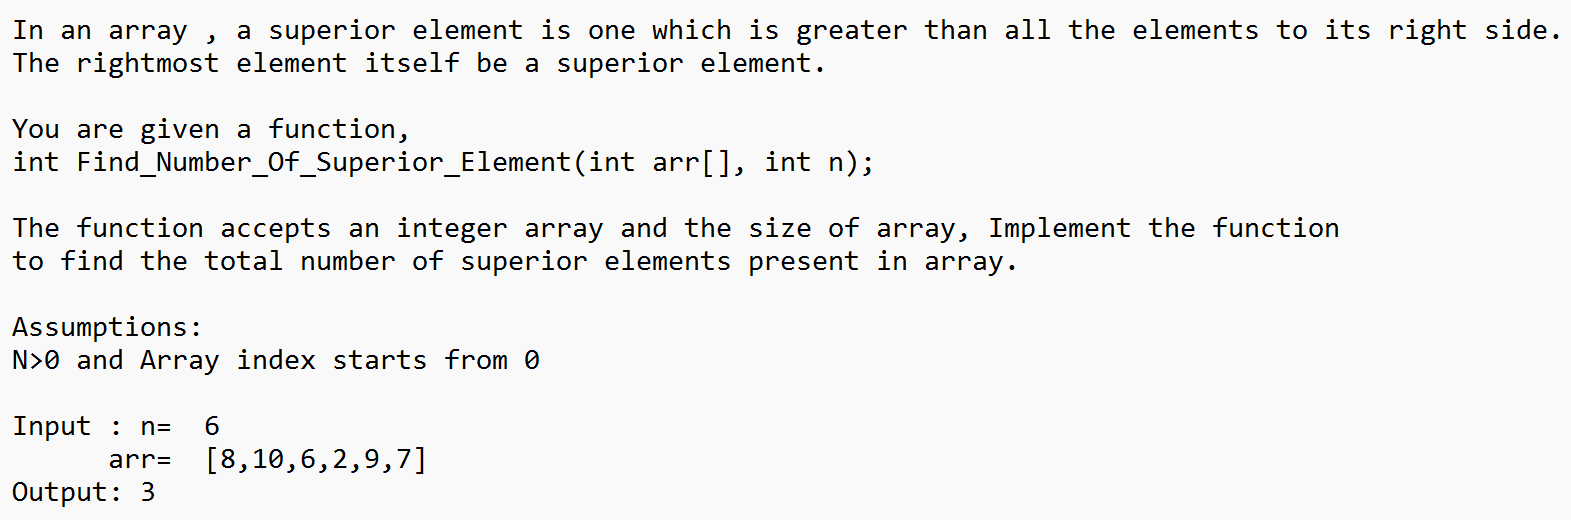 In an array , a superior element is one which is greater than all the elements to its right side.
The rightmost element itself be a superior element.
You are given a function,
int Find_Number_Of_Superior_Element(int arr[], int n);
The function accepts an integer array and the size of array, Implement the function
to find the total number of superior elements present in array.
Assumptions:
N>0 and Array index starts from 0
Input : n=  6
      arr=  [8,10,6,2,9,7]
Output: 3